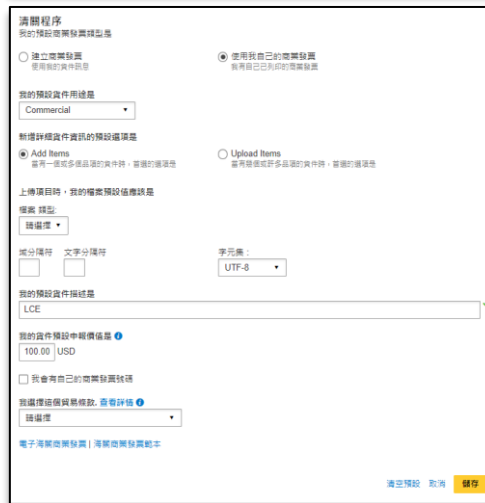 清關程序
我的預設商業發票類型是
建立商業發票
使用我的貨件訊息
使用我自己的商業發票
我有自己已列印的商業發票
我的預設貨件用途是
Commercial
新增詳細貨件資訊的預設選項是
Add Items
當有一個或多個品項的貨件時，首選的選項是
Upload Items
當有幾個或許多品項的貨件時，首選的選項是
上傳項目時，我的檔案預設值應該是
檔案 類型:
請選擇
域分隔符 文字分隔符
字元集：
UTF-8
我的預設貨件描述是
LCE
我的貨件預設申報價值是
100.00 USD
我會有自己的商業發票號碼
我選擇這個貿易條款. 查看詳情
請選擇
電子海關商業發票 | 海關商業發票範本
清空預設 取消 儲存